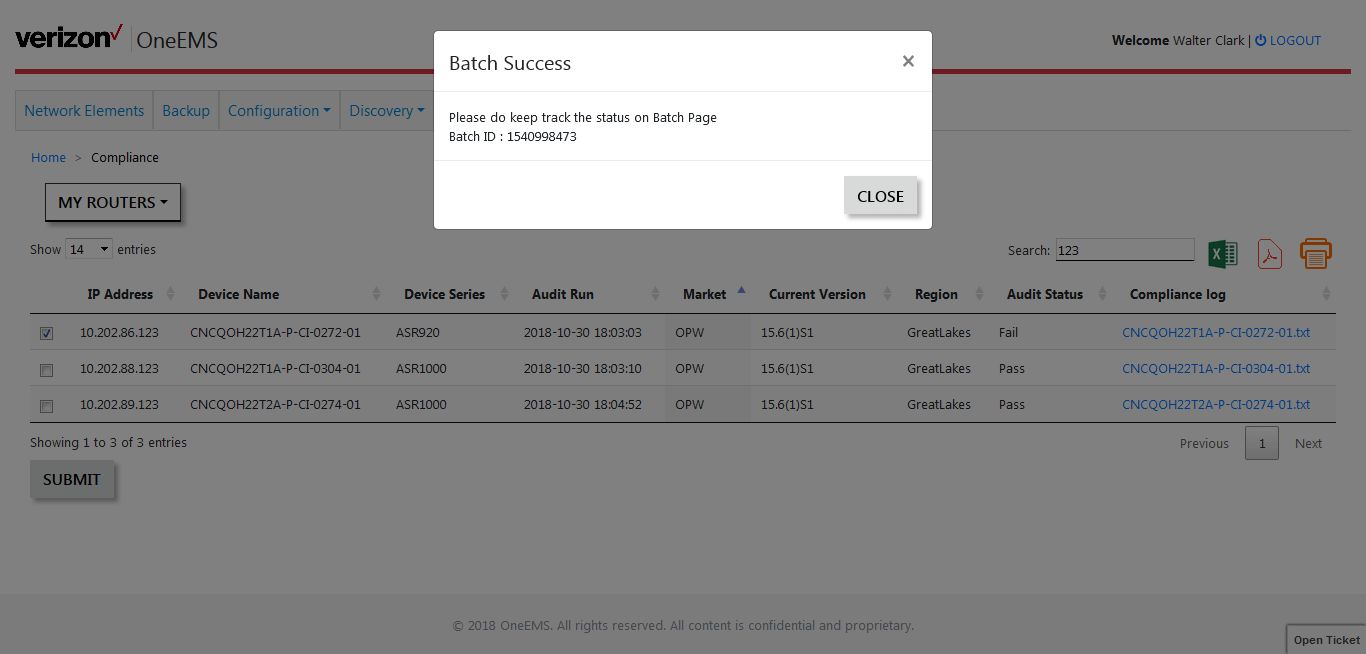 verizon OneEMS
Welcome Walter Clark | LOGOUT
Batch Success ×
Please do keep track the status on Batch Page
Batch ID : 1540998473
CLOSE
Network Elements Backup Configuration Discovery
Home > Compliance
MY ROUTERS
Show 14 entries Search: 123
IP Address Device Name Device Series Audit Run Market Current Version Region Audit Status Compliance log
10.202.86.123 CNCQOH22T1A-P-CI-0272-01 ASR920 2018-10-30 18:03:03 OPW 15.6(1)S1 GreatLakes Fail CNCQOH22T1A-P-CI-0272-01.txt
10.202.88.123 CNCQOH22T1A-P-CI-0304-01 ASR1000 2018-10-30 18:03:10 OPW 15.6(1)S1 GreatLakes Pass CNCQOH22T1A-P-CI-0304-01.txt
10.202.89.123 CNCQOH22T2A-P-CI-0274-01 ASR1000 2018-10-30 18:04:52 OPW 15.6(1)S1 GreatLakes Pass CNCQOH22T2A-P-CI-0274-01.txt
Showing 1 to 3 of 3 entries Previous 1 Next
SUBMIT
© 2018 OneEMS. All rights reserved. All content is confidential and proprietary.
Open Ticket